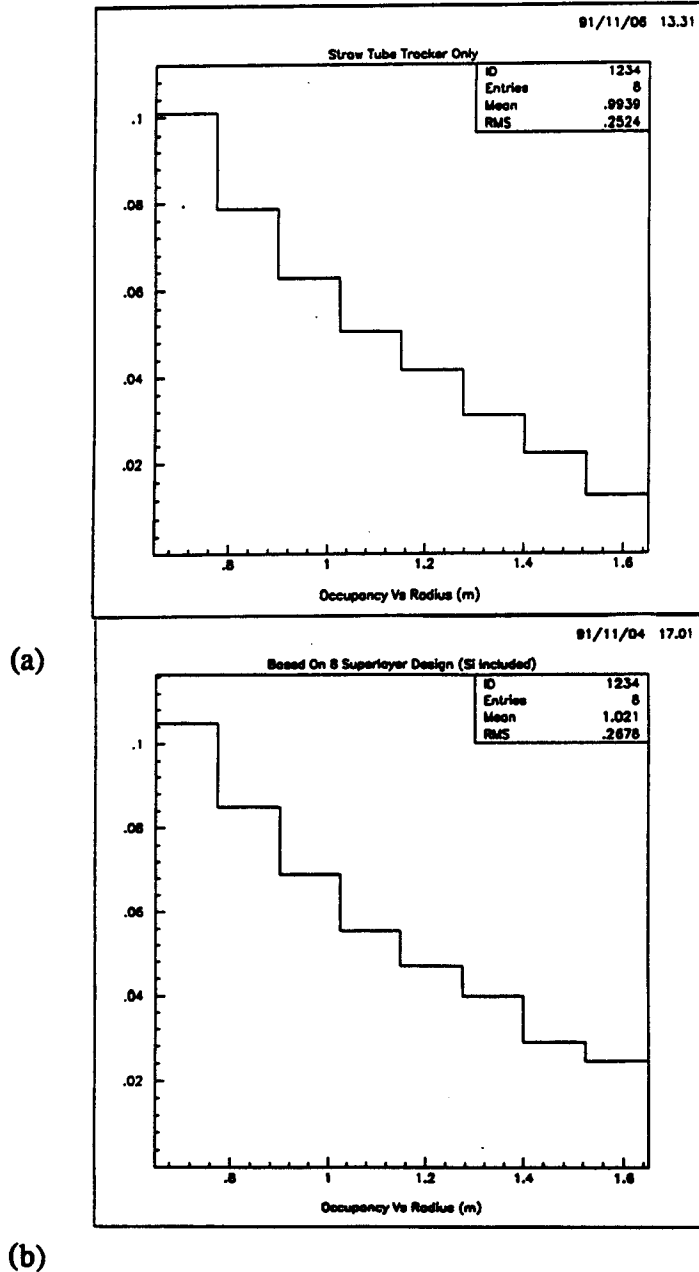 91/11/06 13.31
Straw Tube Tracker Only
ID 1234
Entries 8
Mean .9939
RMS .2524
.1
.08
.06
.04
.02
.8 1 1.2 1.4 1.6
Occupancy Vs Radius (m)
(a)
91/11/04 17.01
Based On 8 Superlayer Design (Si Included)
ID 1234
Entries 8
Mean 1.021
RMS .2678
.1
.08
.06
.04
.02
.8 1 1.2 1.4 1.6
Occupancy Vs Radius (m)
(b)